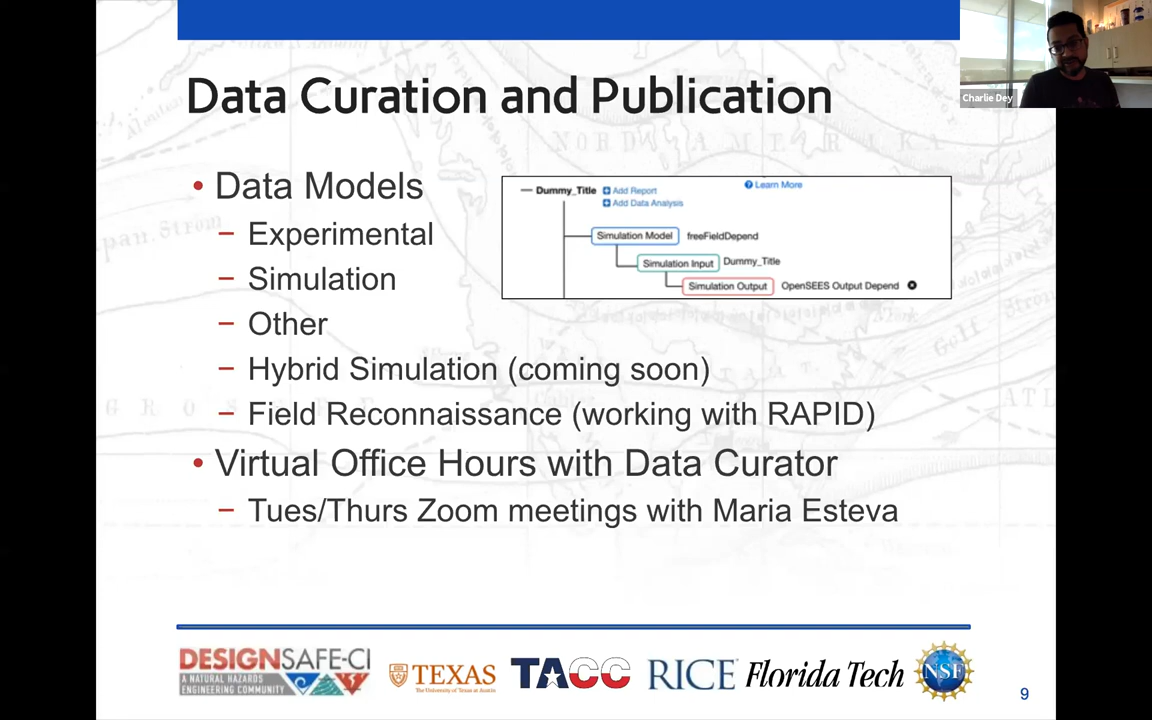 Data Curation and Publication
Charlie Dey
• Data Models
– Experimental
– Simulation
– Other
– Hybrid Simulation (coming soon)
– Field Reconnaissance (working with RAPID)
Dummy_Title Add Report Learn More
Add Data Analysis
Simulation Model freeFieldDepend
Simulation Input Dummy_Title
Simulation Output OpenSEES Output Depend
• Virtual Office Hours with Data Curator
– Tues/Thurs Zoom meetings with Maria Esteva
DESIGNSAFE-CI
A NATURAL HAZARDS
ENGINEERING COMMUNITY
TEXAS
The University of Texas at Austin
TACC
RICE
Florida Tech
NSF
9